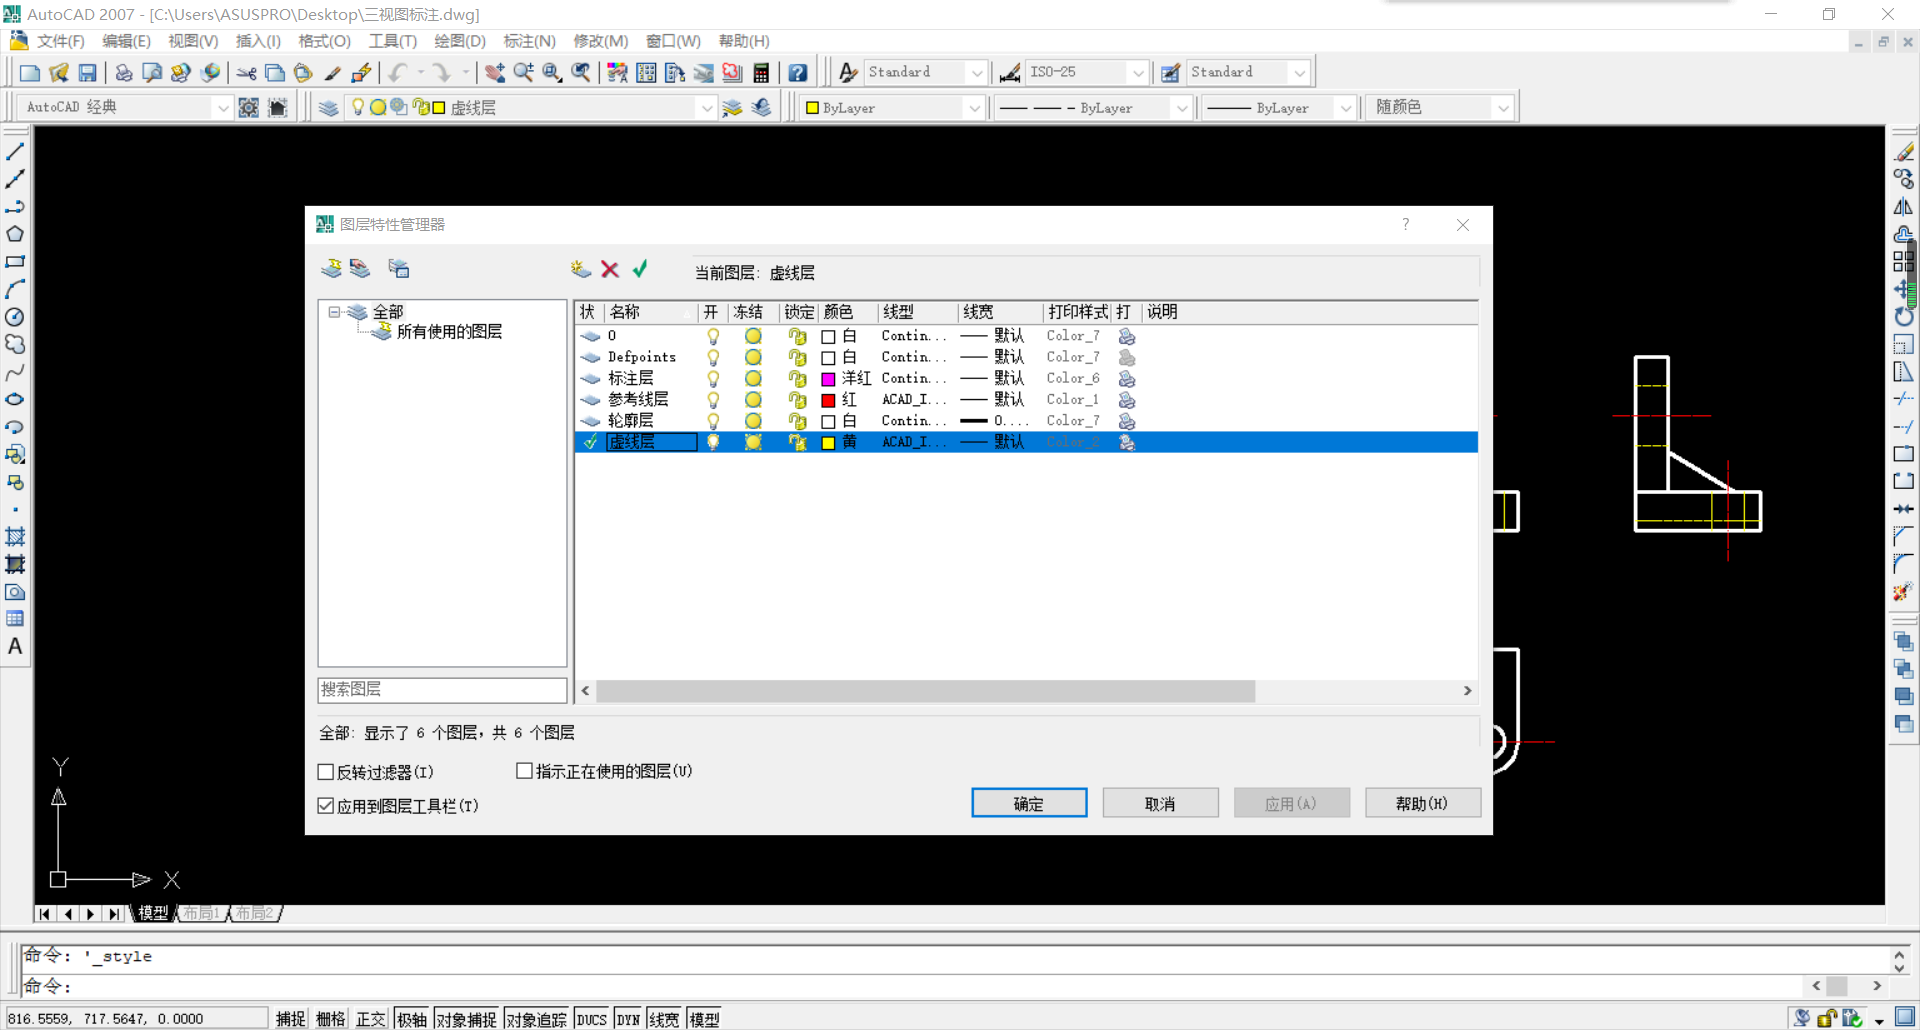 AutoCAD 2007 - [C:\Users\ASUSPRO\Desktop\三视图标注.dwg]
文件(F) 编辑(E) 视图(V) 插入(I) 格式(O) 工具(T) 绘图(D) 标注(N) 修改(M) 窗口(W) 帮助(H)
Standard ISO-25 Standard
AutoCAD 经典 虚线层 ByLayer ByLayer ByLayer 随颜色
图层特性管理器
当前图层: 虚线层
全部
所有使用的图层
状 名称 开 冻结 锁定 颜色 线型 线宽 打印样式 打 说明
0 白 Contin... 默认 Color_7
Defpoints 白 Contin... 默认 Color_7
标注层 洋红 Contin... 默认 Color_6
参考线层 红 ACAD_I... 默认 Color_1
轮廓层 白 Contin... 0.... Color_7
虚线层 黄 ACAD_I... 默认 Color_2
搜索图层
全部: 显示了 6 个图层，共 6 个图层
反转过滤器(I) 指示正在使用的图层(U)
应用到图层工具栏(T)
确定 取消 应用(A) 帮助(H)
Y
X
模型 布局1 布局2
命令: '_style
命令:
816.5559, 717.5647, 0.0000 捕捉 栅格 正交 极轴 对象捕捉 对象追踪 DUCS DYN 线宽 模型